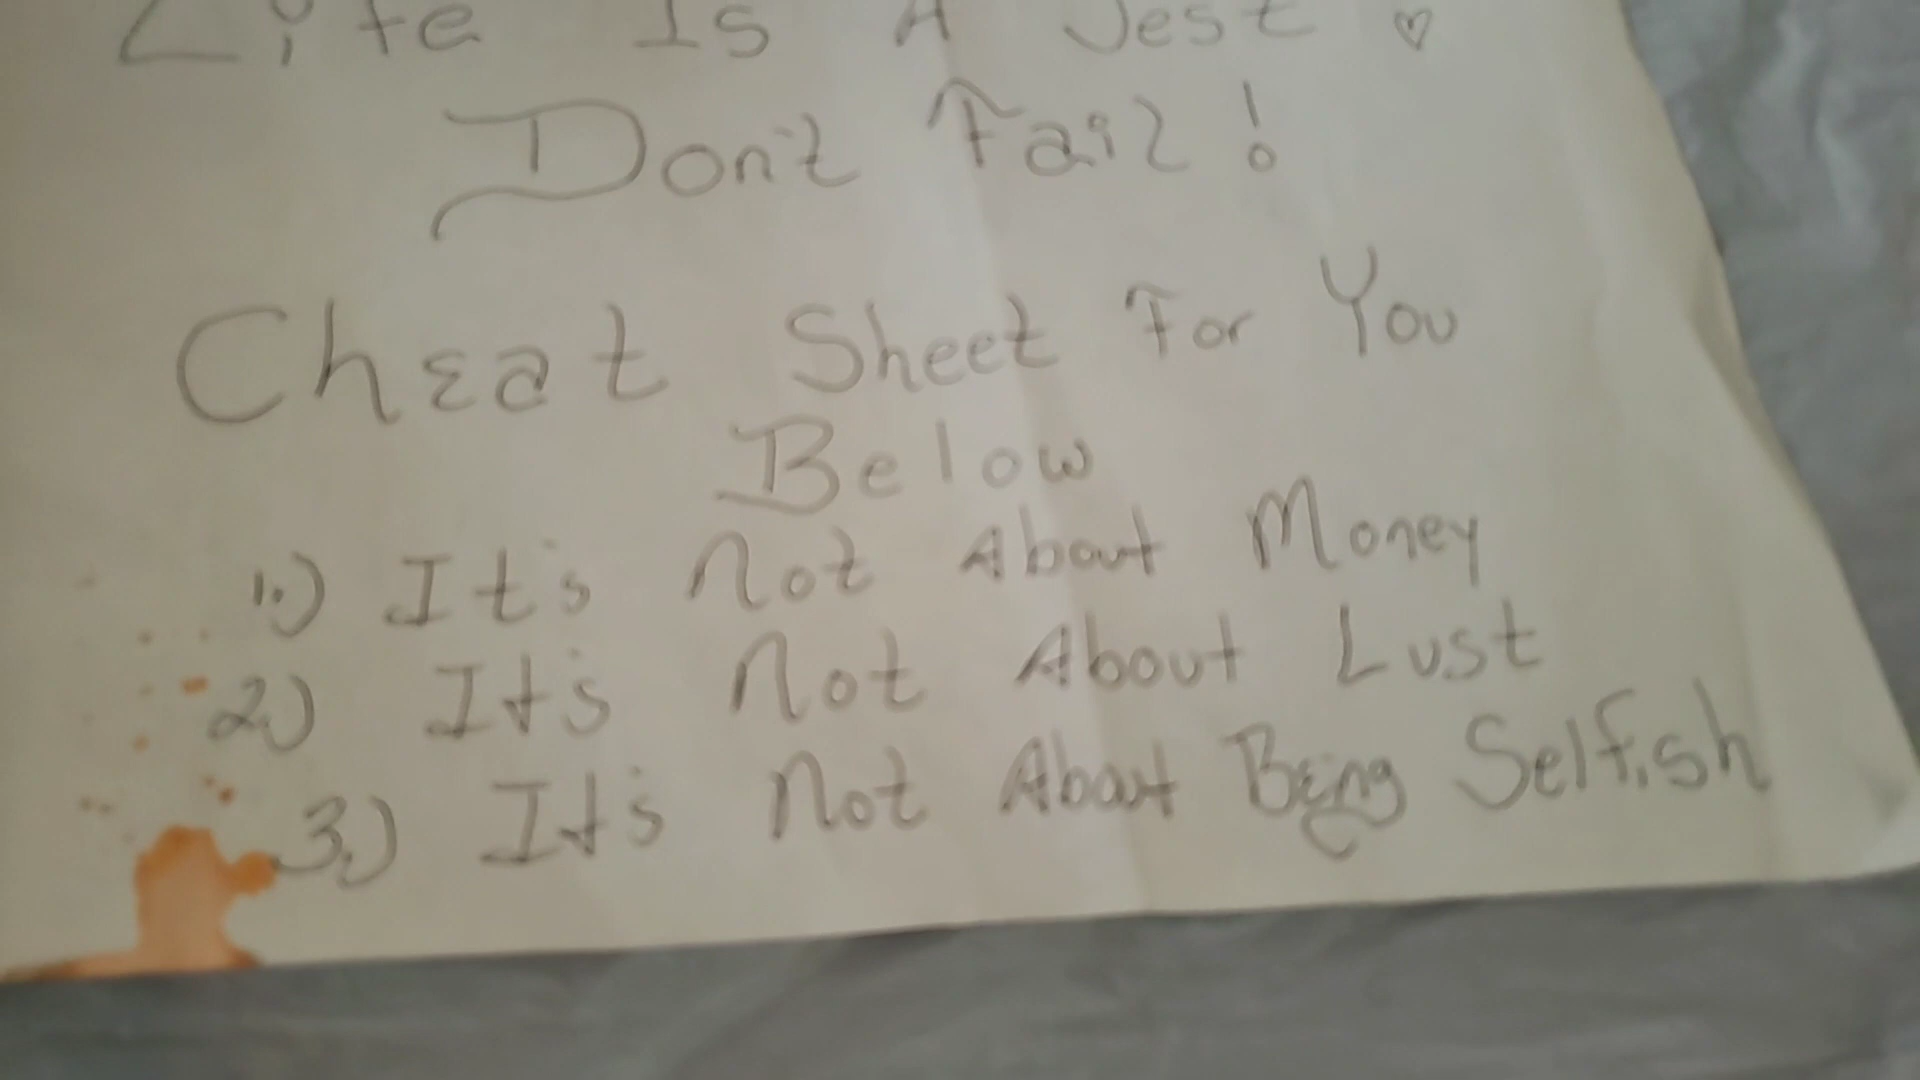 Life Is A Jest ♡
Don't Fail!
Cheat Sheet For You
Below
1.) It's Not About Money
2.) It's Not About Lust
3.) It's Not About Being Selfish